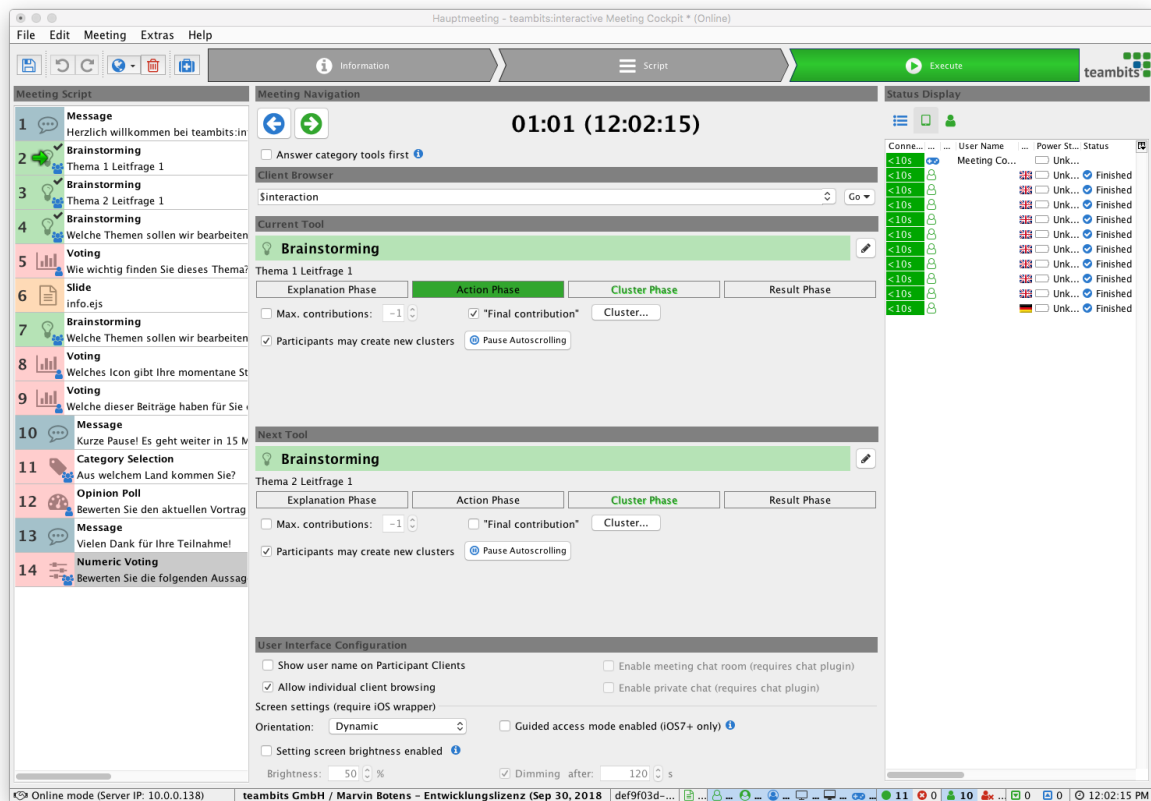 Hauptmeeting - teambits:interactive Meeting Cockpit * (Online)
File Edit Meeting Extras Help
Information
Script
Execute
teambits
Meeting Script
1 Message
Herzlich willkommen bei teambits:in
2 Brainstorming
Thema 1 Leitfrage 1
3 Brainstorming
Thema 2 Leitfrage 1
4 Brainstorming
Welche Themen sollen wir bearbeiten
5 Voting
Wie wichtig finden Sie dieses Thema?
6 Slide
info.ejs
7 Brainstorming
Welche Themen sollen wir bearbeiten
8 Voting
Welches Icon gibt Ihre momentane St
9 Voting
Welche dieser Beiträge haben für Sie
10 Message
Kurze Pause! Es geht weiter in 15 M
11 Category Selection
Aus welchem Land kommen Sie?
12 Opinion Poll
Bewerten Sie den aktuellen Vortrag
13 Message
Vielen Dank für Ihre Teilnahme!
14 Numeric Voting
Bewerten Sie die folgenden Aussag
Meeting Navigation
01:01 (12:02:15)
Answer category tools first
Client Browser
$interaction
Go
Current Tool
Brainstorming
Thema 1 Leitfrage 1
Explanation Phase Action Phase Cluster Phase Result Phase
Max. contributions: -1 "Final contribution" Cluster...
Participants may create new clusters Pause Autoscrolling
Next Tool
Brainstorming
Thema 2 Leitfrage 1
Explanation Phase Action Phase Cluster Phase Result Phase
Max. contributions: -1 "Final contribution" Cluster...
Participants may create new clusters Pause Autoscrolling
User Interface Configuration
Show user name on Participant Clients Enable meeting chat room (requires chat plugin)
Allow individual client browsing Enable private chat (requires chat plugin)
Screen settings (require iOS wrapper)
Orientation: Dynamic Guided access mode enabled (iOS7+ only)
Setting screen brightness enabled
Brightness: 50 % Dimming after: 120 s
Status Display
Conne... ... ... User Name ... Power St... Status
<10s Meeting Co... Unk...
<10s Unk... Finished
<10s Unk... Finished
<10s Unk... Finished
<10s Unk... Finished
<10s Unk... Finished
<10s Unk... Finished
<10s Unk... Finished
<10s Unk... Finished
<10s Unk... Finished
<10s Unk... Finished
Online mode (Server IP: 10.0.0.138) teambits GmbH / Marvin Botens - Entwicklungslizenz (Sep 30, 2018 def9f03d-... ... ... ... ... ... ... ... 11 0 10 ... 0 0 12:02:15 PM